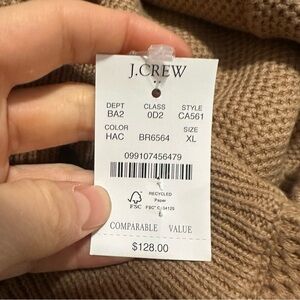 J.CREW
DEPT CLASS STYLE
BA2 0D2 CA561
COLOR SIZE
HAC BR6564 XL
099107456479
RECYCLED
Paper
FSC FSC®
COMPARABLE VALUE
$128.00